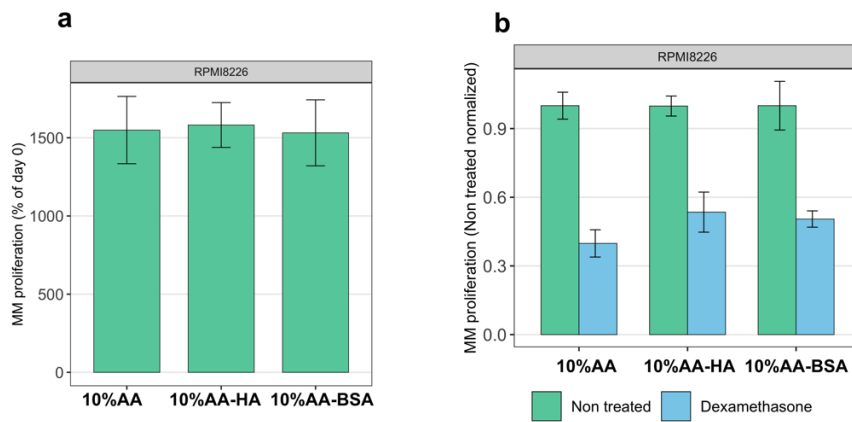 a
RPMI8226
MM proliferation (% of day 0)
1500
1000
500
0
10%AA
10%AA-HA
10%AA-BSA
b
RPMI8226
MM proliferation (Non treated normalized)
0.9
0.6
0.3
0.0
10%AA
10%AA-HA
10%AA-BSA
Non treated
Dexamethasone